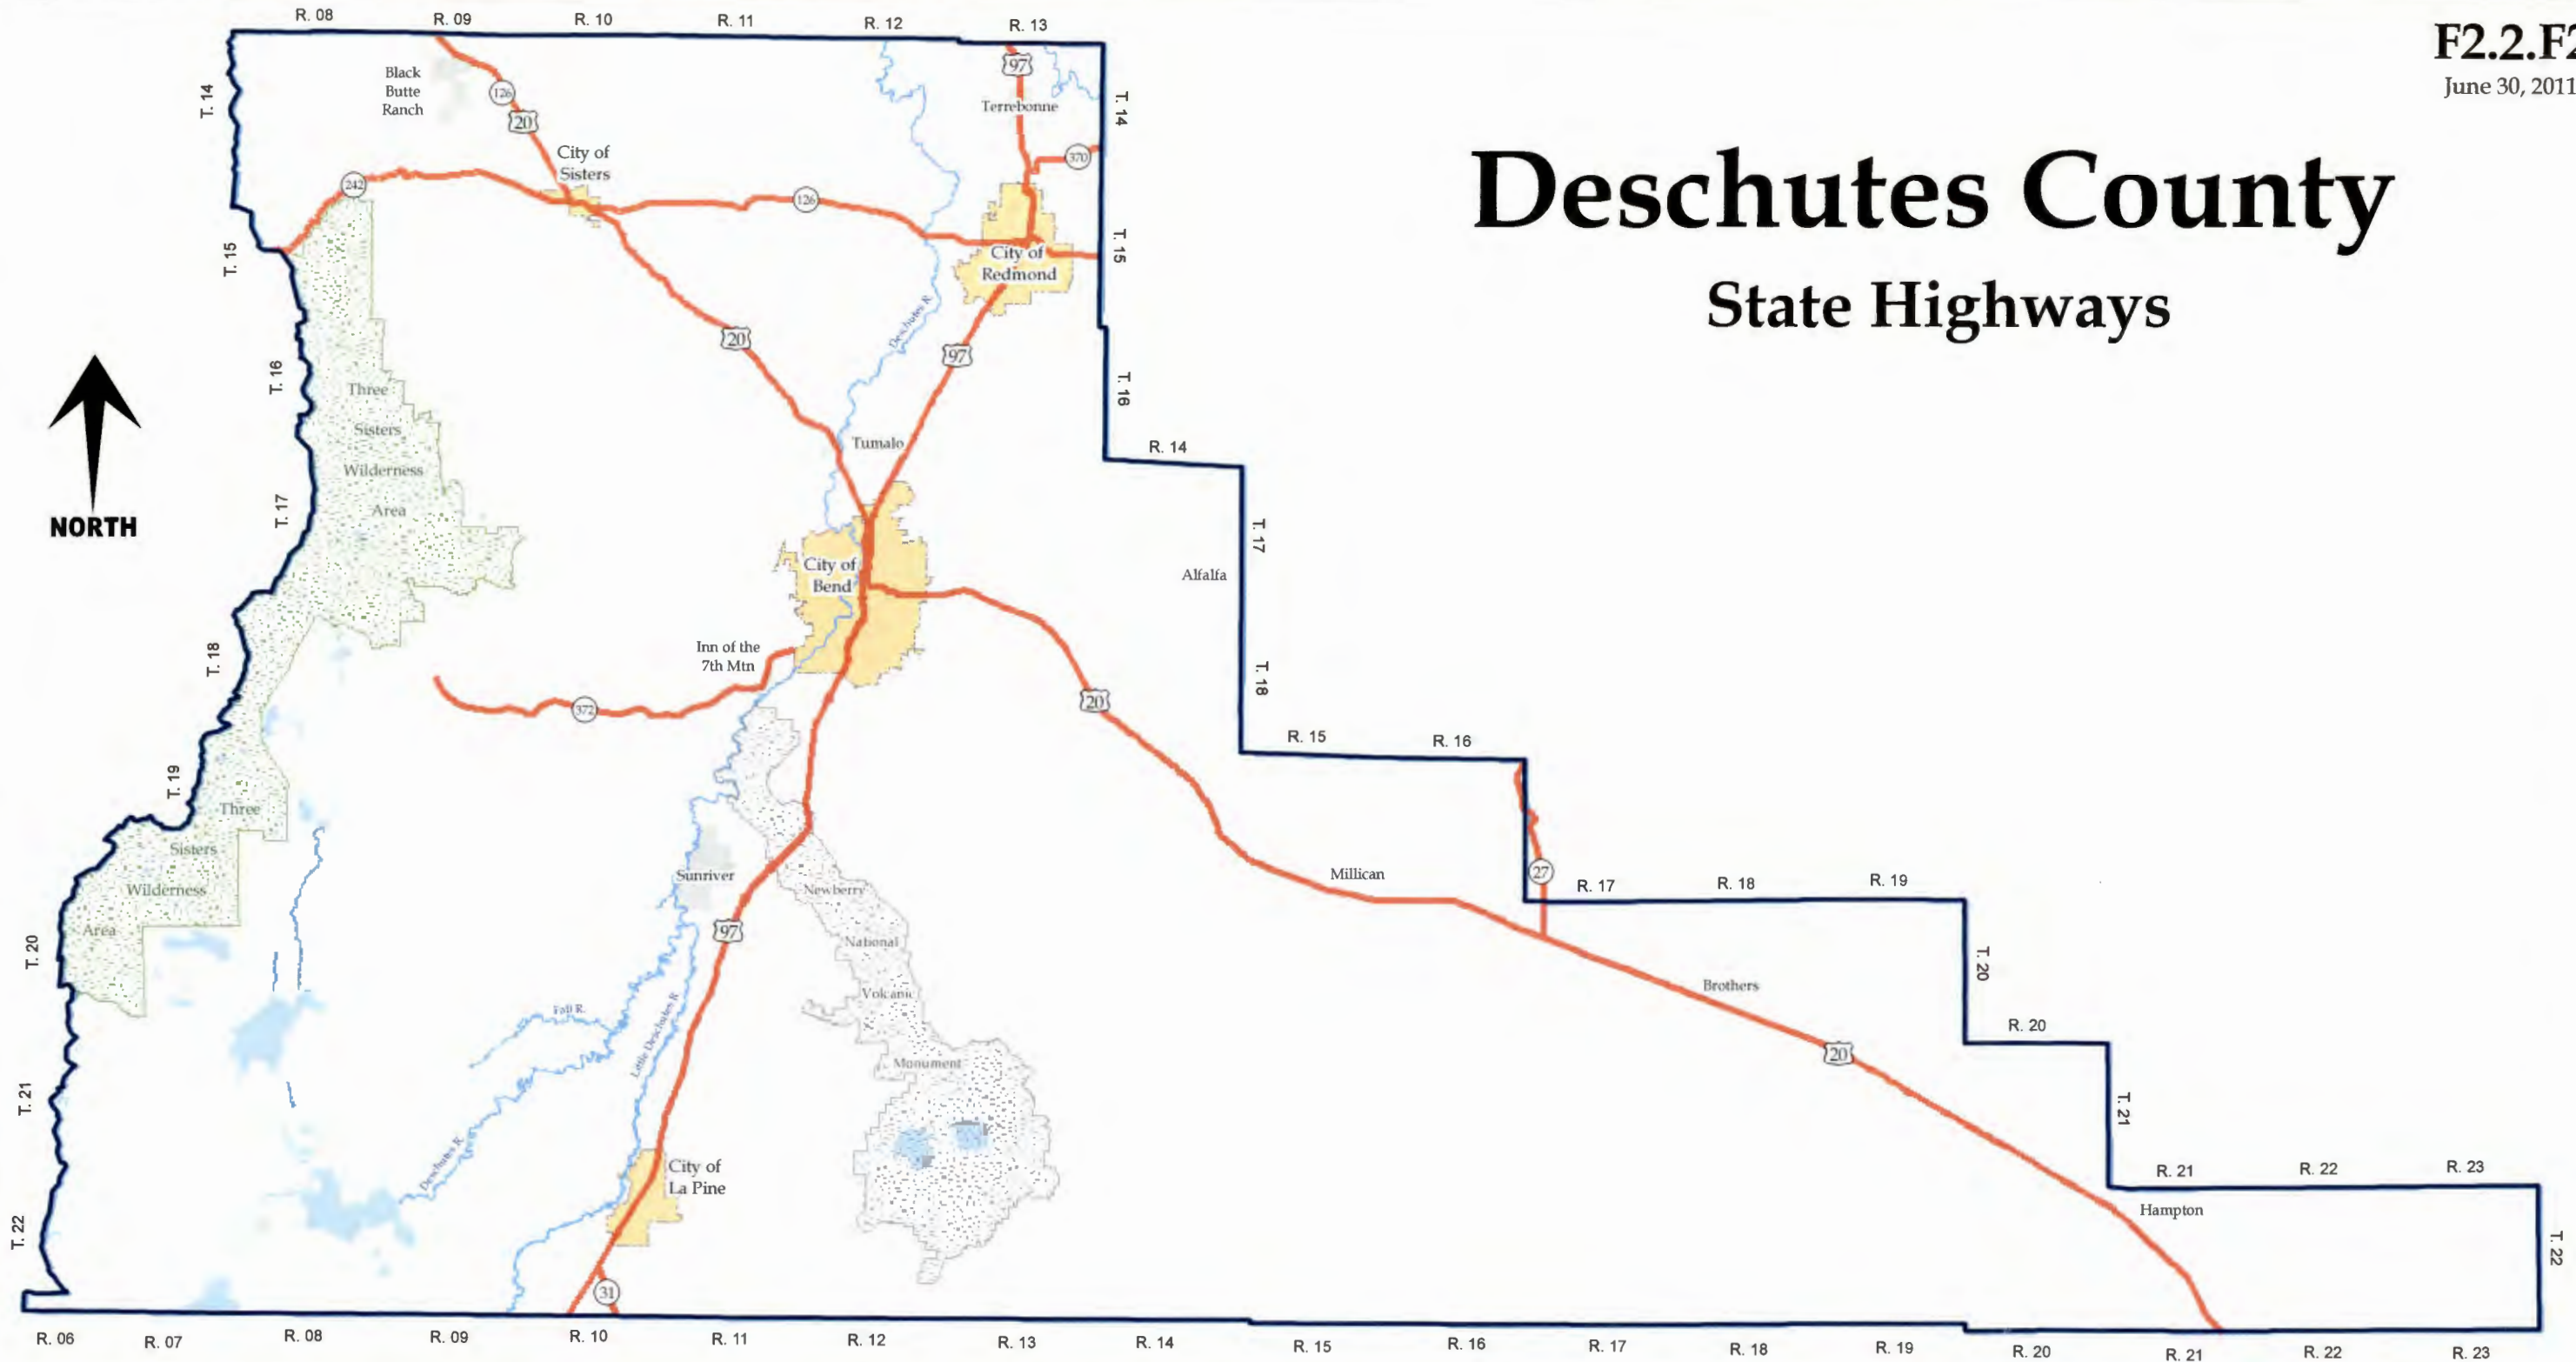 R. 08
R. 09
R. 10
R. 11
R. 12
R. 13
F2.2.F2
June 30, 2011
Deschutes County
State Highways
T. 14
T. 15
T. 16
T. 17
T. 18
T. 19
T. 20
T. 21
T. 22
NORTH
Black
Butte
Ranch
126
20
City of
Sisters
242
126
97
Terrebonne
370
City of
Redmond
T. 14
T. 15
T. 16
Deschutes R.
20
97
Three
Sisters
Wilderness
Area
Tumalo
R. 14
T. 17
Alfalfa
City of
Bend
Inn of the
7th Mtn
372
20
T. 18
R. 15
R. 16
Three
Sisters
Wilderness
Area
Sunriver
97
Newberry
National
Volcanic
Monument
Millican
27
R. 17
R. 18
R. 19
T. 20
Brothers
20
R. 20
T. 21
Fall R.
Little Deschutes R.
Deschutes R.
City of
La Pine
31
R. 21
R. 22
R. 23
Hampton
T. 22
R. 06
R. 07
R. 08
R. 09
R. 10
R. 11
R. 12
R. 13
R. 14
R. 15
R. 16
R. 17
R. 18
R. 19
R. 20
R. 21
R. 22
R. 23